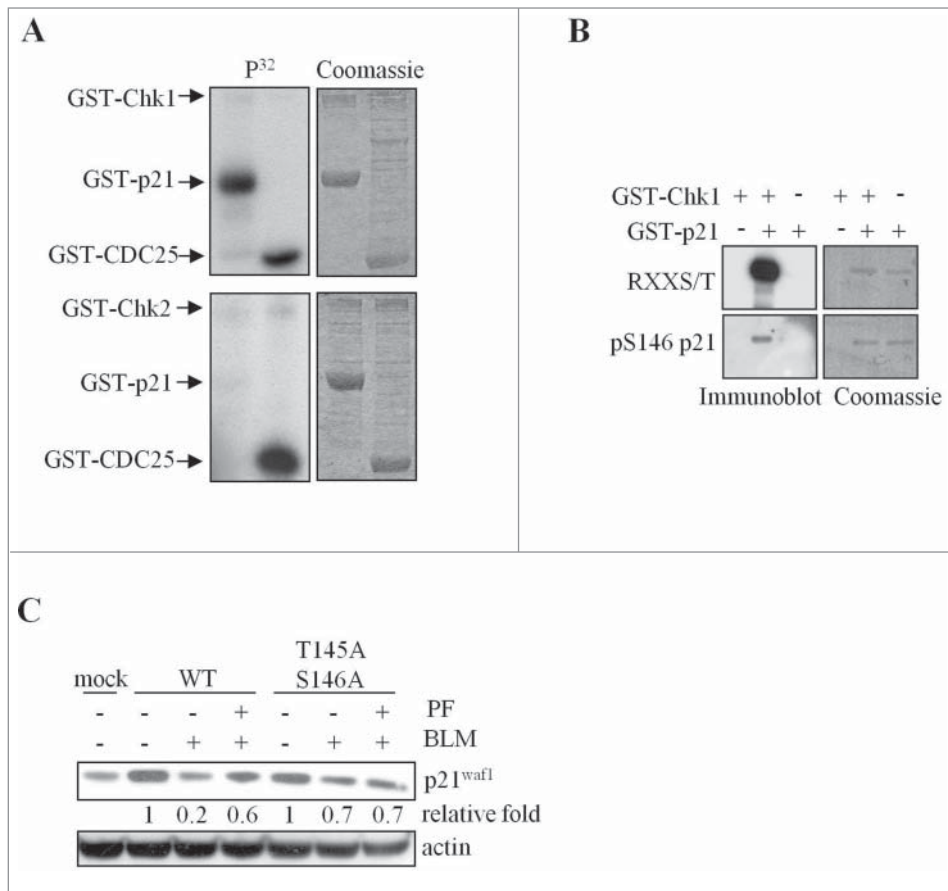 A
P³² Coomassie
GST-Chk1
GST-p21
GST-CDC25
GST-Chk2
GST-p21
GST-CDC25
B
GST-Chk1 + + - + + -
GST-p21 - + + - + +
RXXS/T
pS146 p21
Immunoblot Coomassie
C
T145A
mock WT S146A
- - - + - - + PF
- - + + - + + BLM
p21ʷᵃᶠ¹
1 0.2 0.6 1 0.7 0.7 relative fold
actin